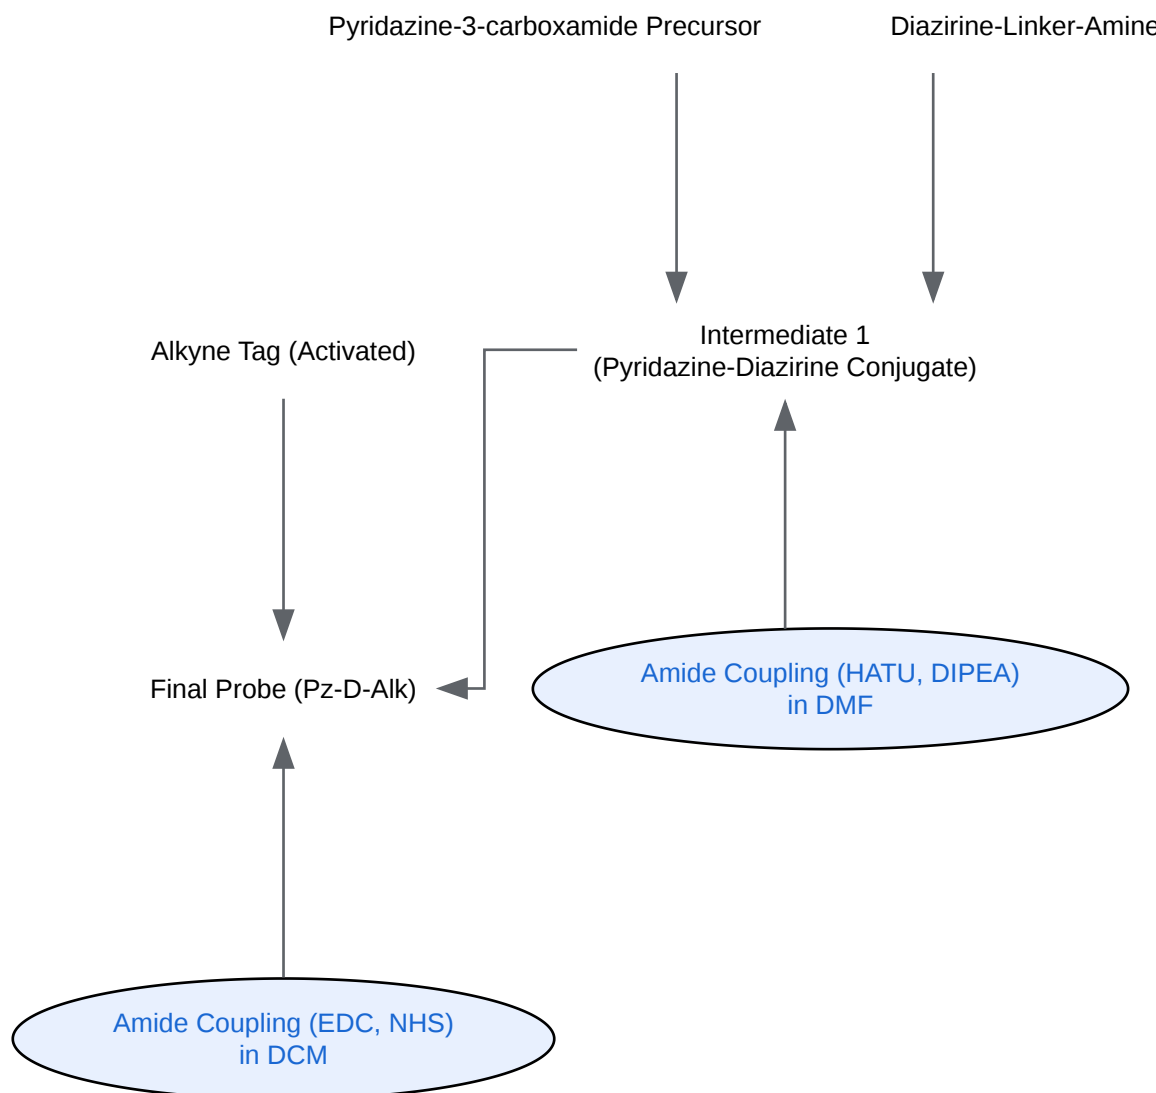 Pyridazine-3-carboxamide Precursor
Diazirine-Linker-Amine
Alkyne Tag (Activated)
Intermediate 1
(Pyridazine-Diazirine Conjugate)
Final Probe (Pz-D-Alk)
Amide Coupling (HATU, DIPEA)
in DMF
Amide Coupling (EDC, NHS)
in DCM